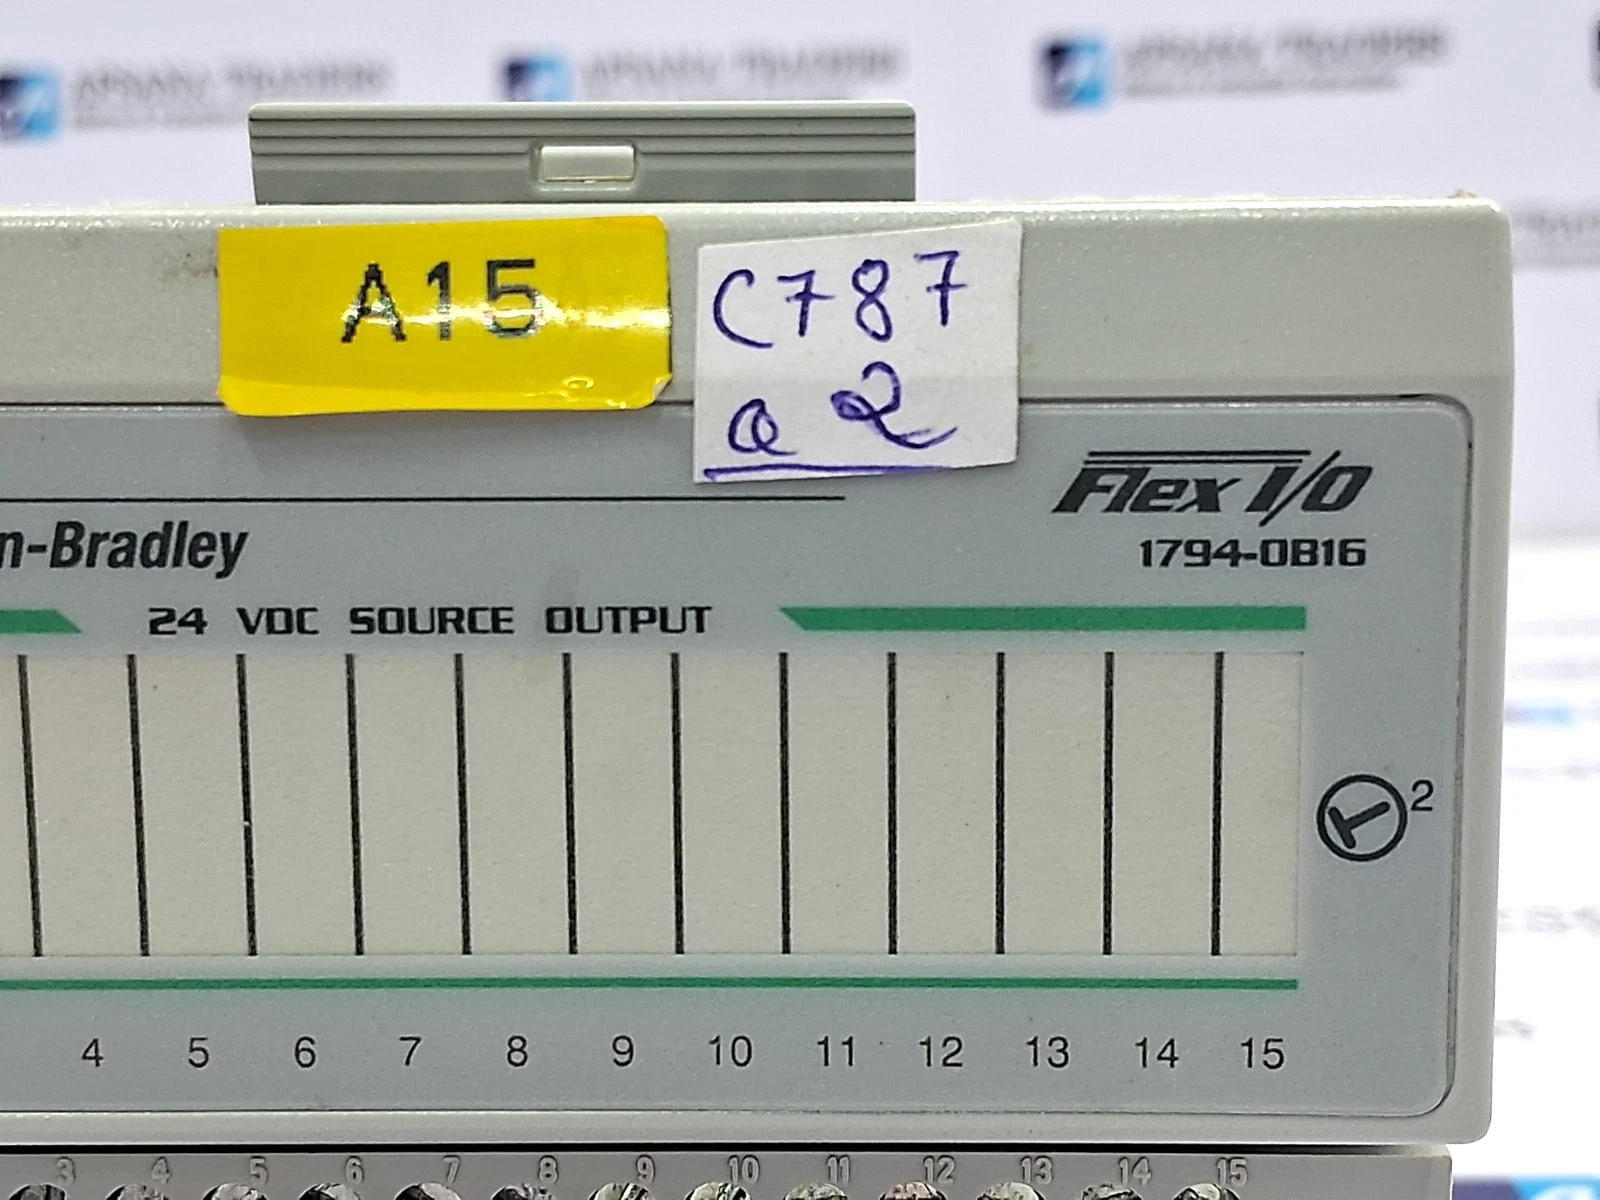 A15
C787
a 2
Flex I/O
n-Bradley
1794-OB16
24 VDC SOURCE OUTPUT
2
4 5 6 7 8 9 10 11 12 13 14 15
3 4 5 6 7 8 9 10 11 12 13 14 15